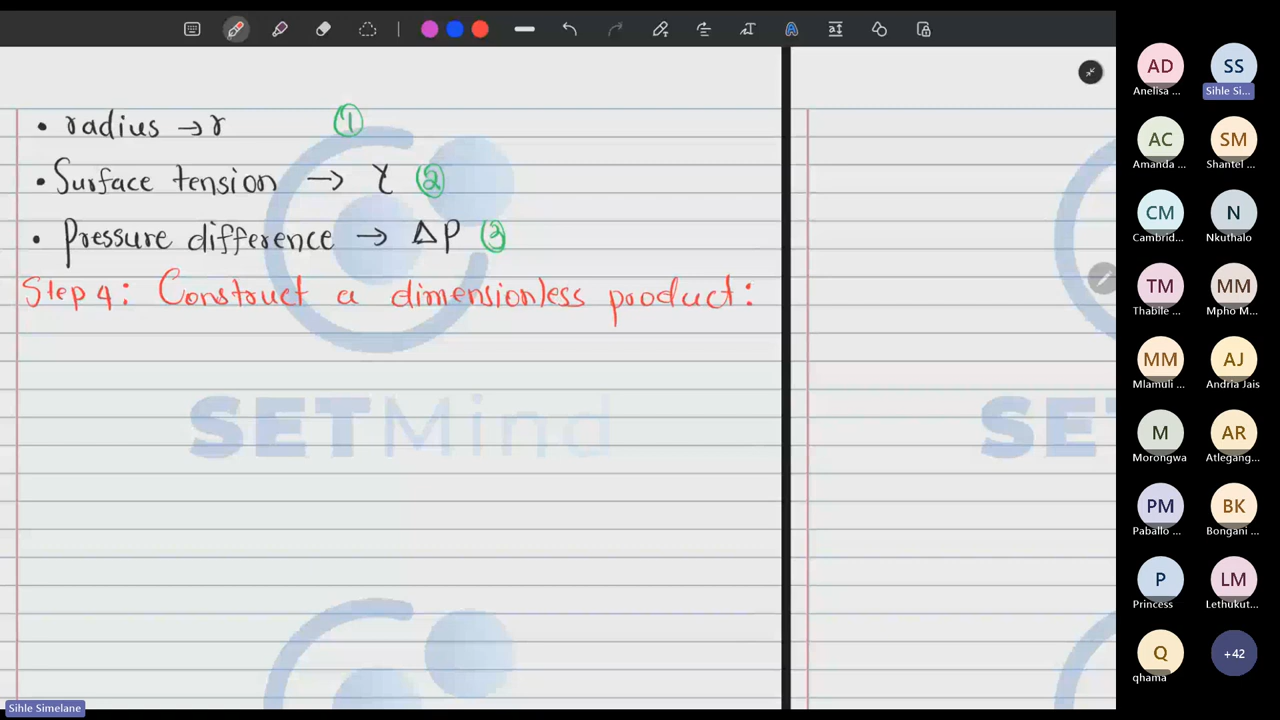 • radius → r ①
• Surface tension → γ ②
• Pressure difference → ΔP ③
Step 4: Construct a dimensionless product:
SETMind
SET
AD
Anelisa ...
SS
Sihle Si...
AC
Amanda ...
SM
Shantel ...
CM
Cambrid...
N
Nkuthalo
TM
Thabile ...
MM
Mpho M...
MM
Mlamuli ...
AJ
Andria Jais
M
Morongwa
AR
Atlegang...
PM
Paballo ...
BK
Bongani ...
P
Princess
LM
Lethukut...
Q
qhama
+42
Sihle Simelane